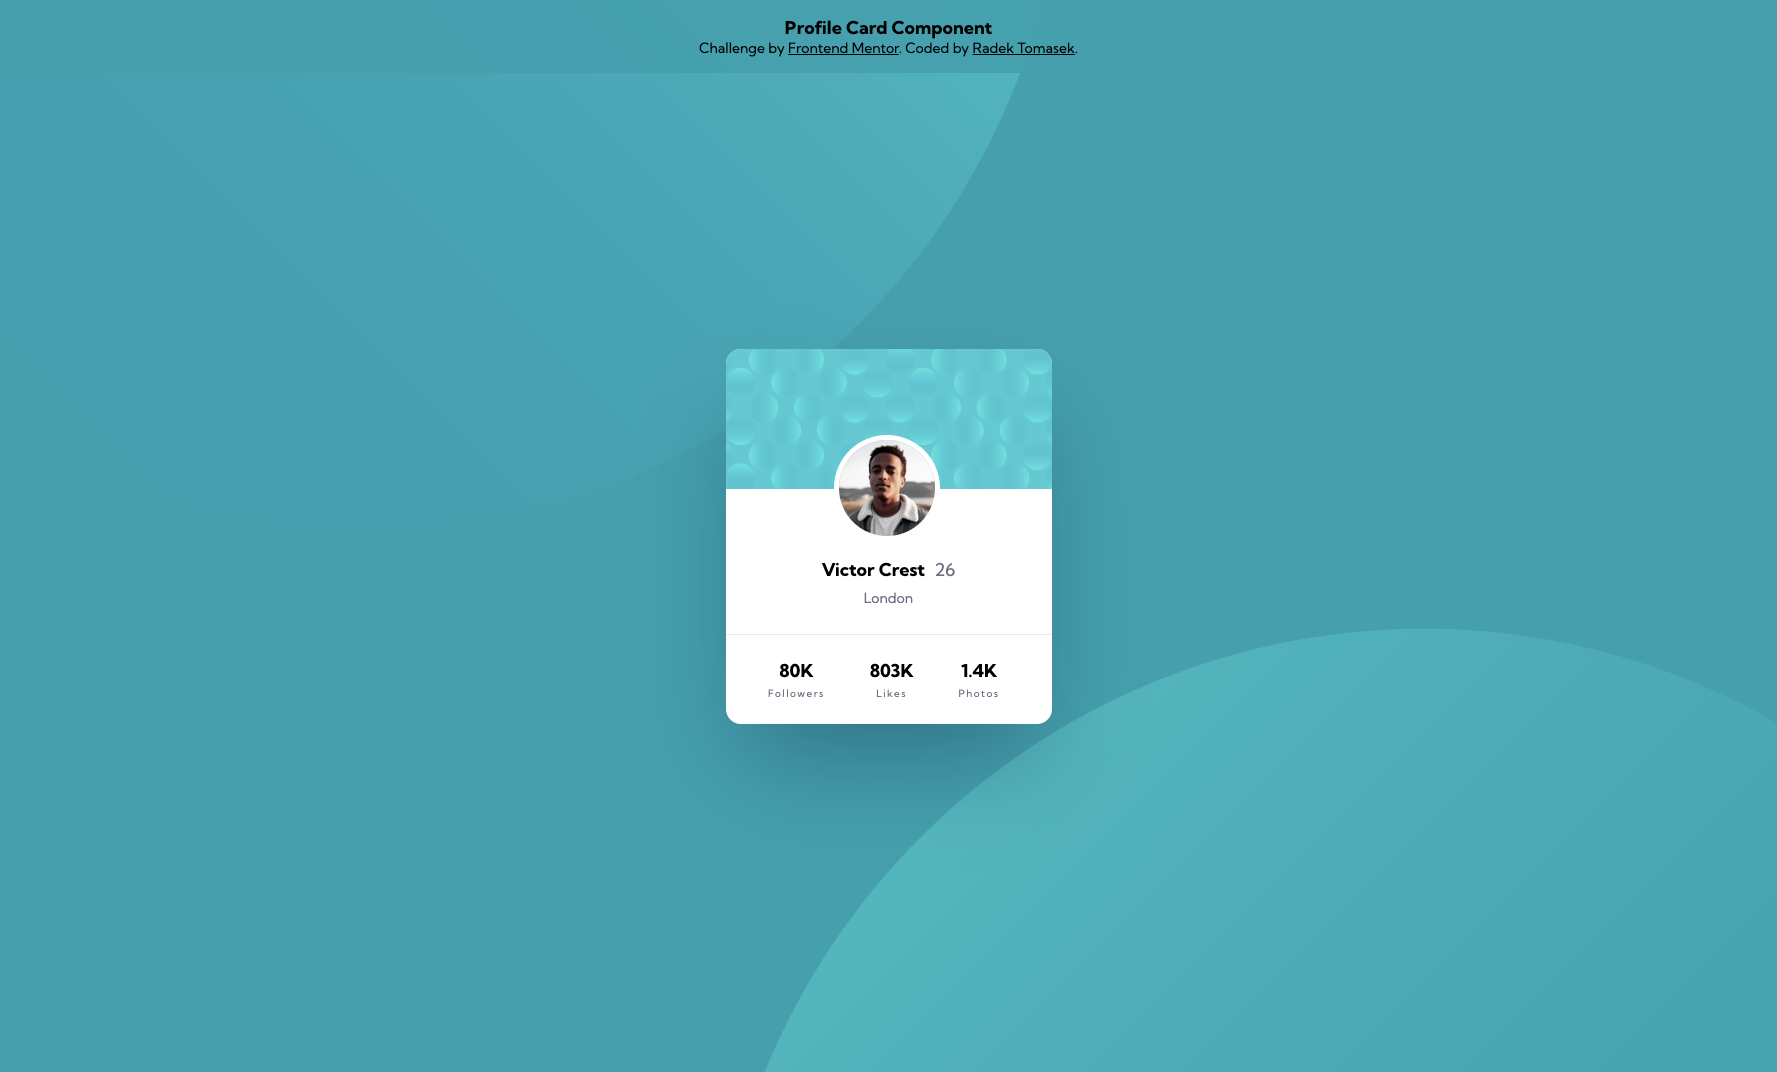 Profile Card Component
Challenge by Frontend Mentor. Coded by Radek Tomasek.
Victor Crest 26
London
80K 803K 1.4K
Followers Likes Photos